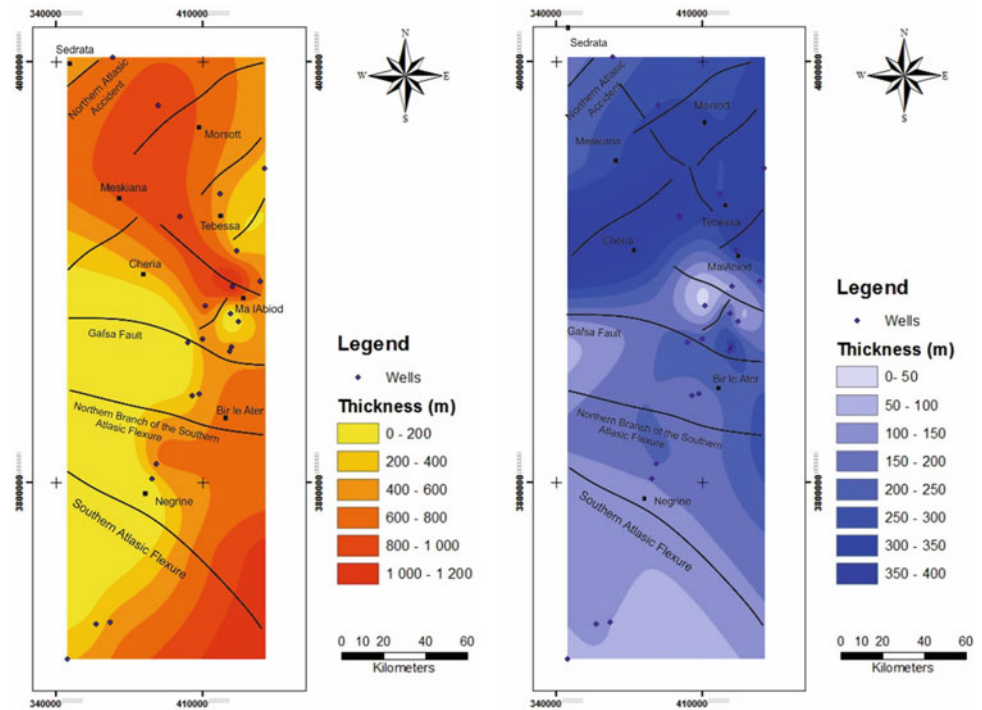 340000
410000
N
W
E
S
Sedrata
4000000
4000000
Northern Atlasic
Accident
Morsott
Meskiana
Tebessa
Cheria
Ma lAbiod
Gafsa Fault
Bir le Ater
Northern Branch of the Southern
Atlasic Flexure
3800000
3800000
Negrine
Southern Atlasic Flexure
340000
410000
Legend
Wells
Thickness (m)
0 - 200
200 - 400
400 - 600
600 - 800
800 - 1 000
1 000 - 1 200
0 10 20 40 60
Kilometers
340000
410000
N
W
E
S
Sedrata
4000000
4000000
Northern Atlasic
Accident
Morsott
Meskiana
Tebessa
Cheria
MalAbiod
Gafsa Fault
Bir le Ater
Northern Branch of the Southern
Atlasic Flexure
3800000
3800000
Negrine
Southern Atlasic Flexure
340000
410000
Legend
Wells
Thickness (m)
0- 50
50 - 100
100 - 150
150 - 200
200 - 250
250 - 300
300 - 350
350 - 400
0 10 20 40 60
Kilometers